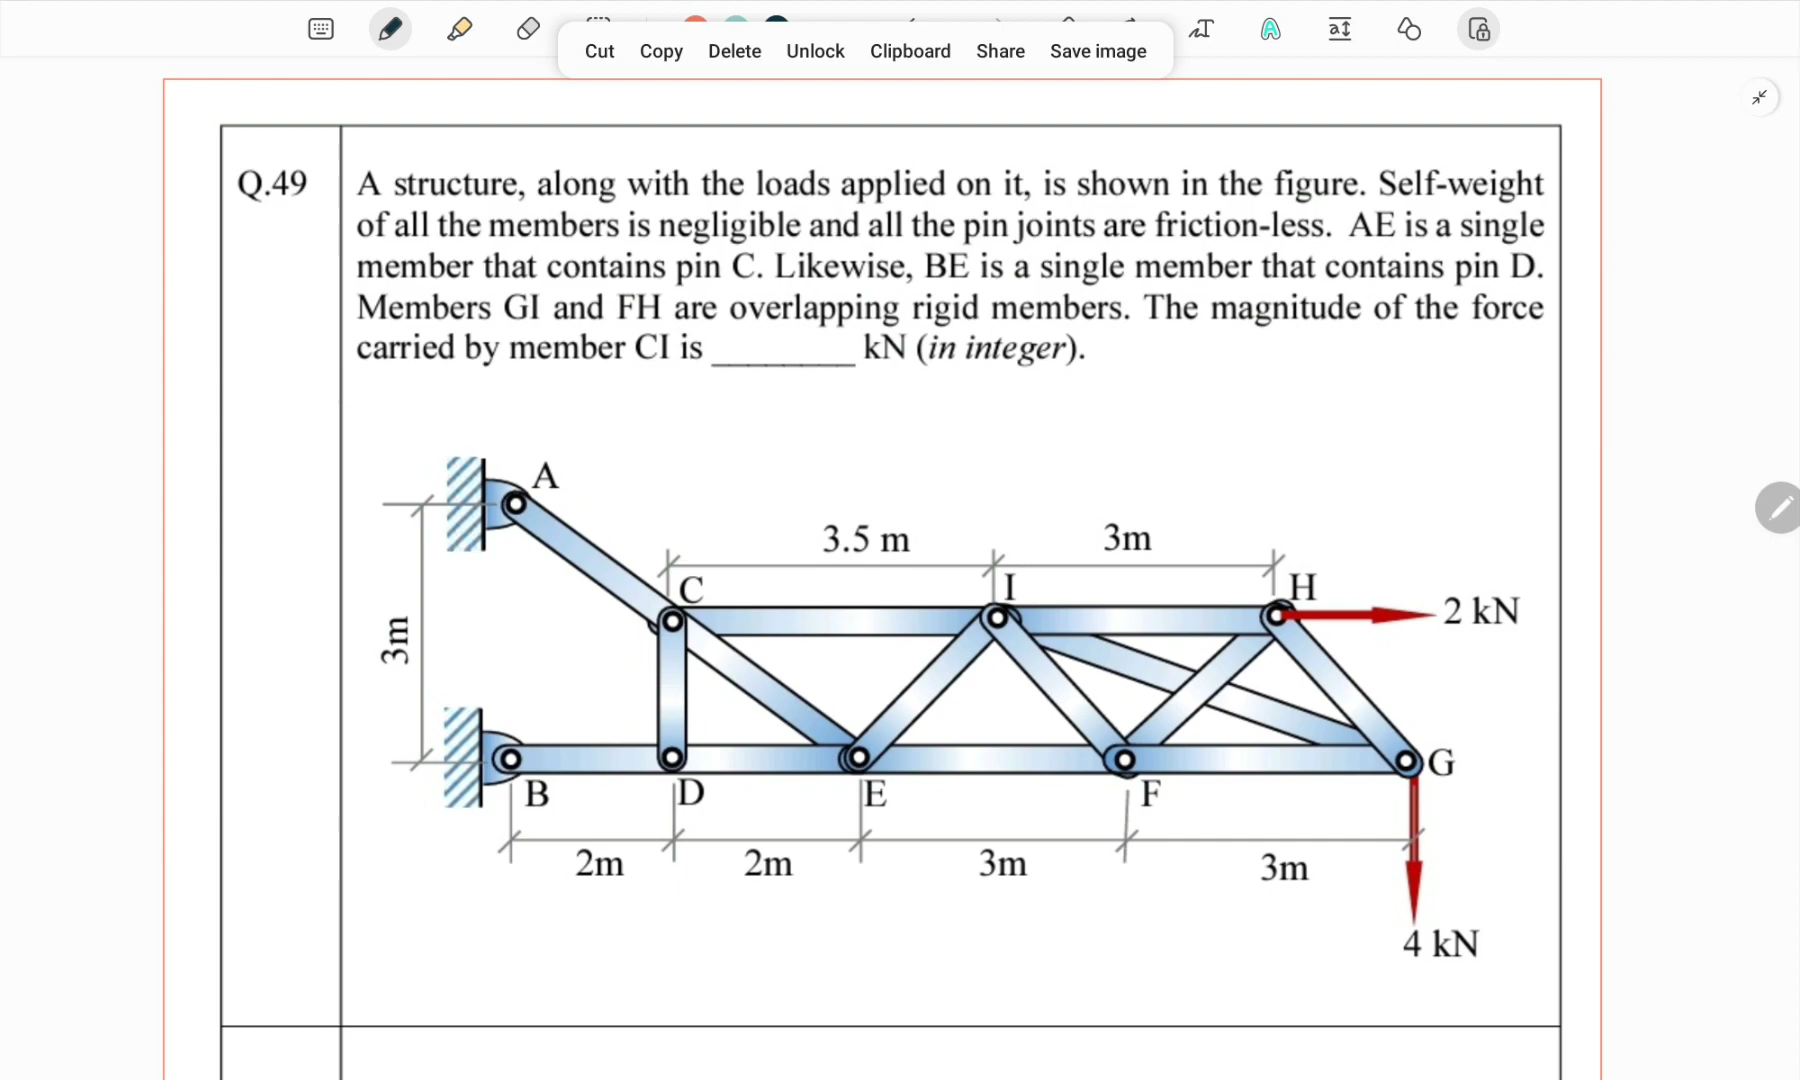 Cut Copy Delete Unlock Clipboard Share Save image
Q.49
A structure, along with the loads applied on it, is shown in the figure. Self-weight
of all the members is negligible and all the pin joints are friction-less. AE is a single
member that contains pin C. Likewise, BE is a single member that contains pin D.
Members GI and FH are overlapping rigid members. The magnitude of the force
carried by member CI is ________ kN (in integer).
A
3.5 m 3m
C I H
2 kN
3m
B D E F G
2m 2m 3m 3m
4 kN